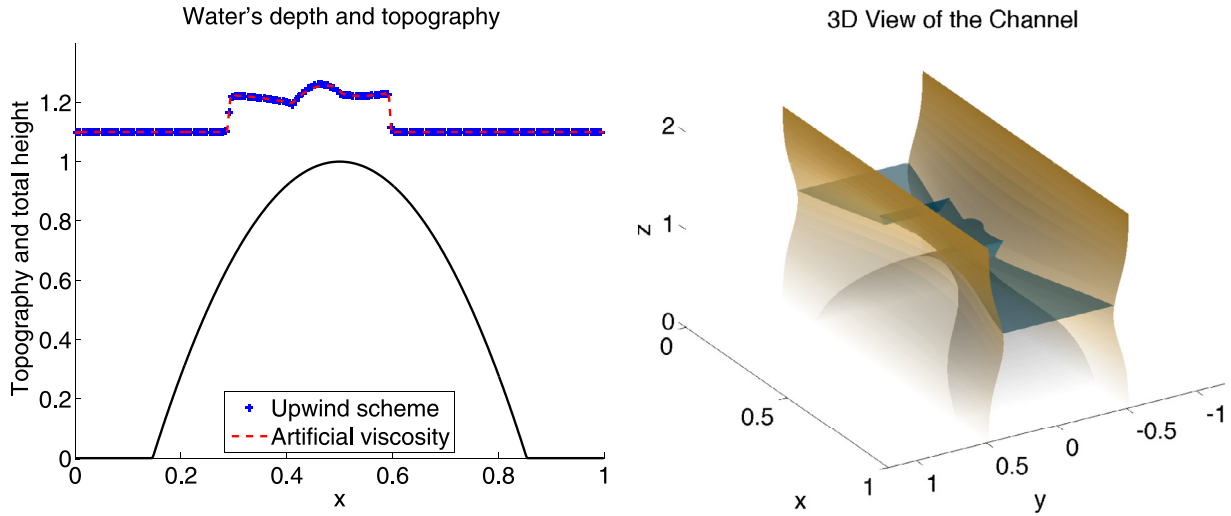 Water's depth and topography
Topography and total height
1.2
1
0.8
0.6
0.4
0.2
0
Upwind scheme
Artificial viscosity
0 0.2 0.4 0.6 0.8 1
x
3D View of the Channel
z
2
1
0
0
0.5
1
x
1
0.5
0
-0.5
-1
y